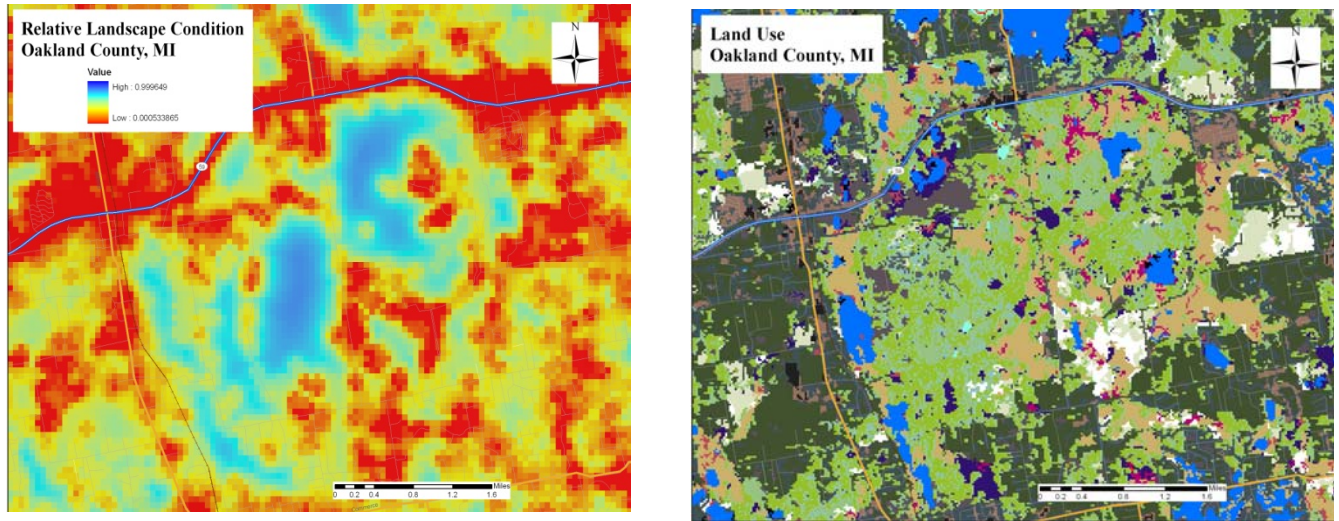 Relative Landscape Condition
Oakland County, MI
Value
High : 0.999649
Low : 0.000533865
N
Miles
0 0.2 0.4 0.8 1.2 1.6
Land Use
Oakland County, MI
N
Miles
0 0.2 0.4 0.8 1.2 1.6